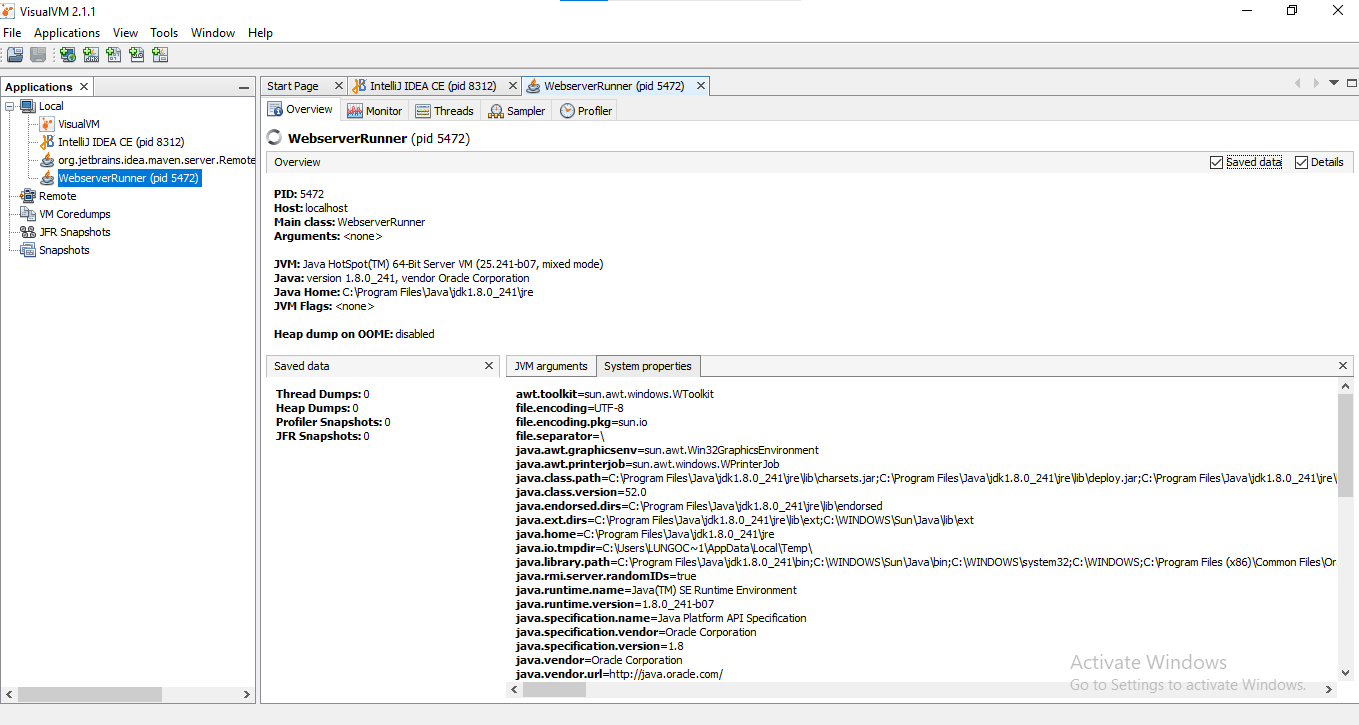 VisualVM 2.1.1
File Applications View Tools Window Help
Applications
Local
VisualVM
IntelliJ IDEA CE (pid 8312)
org.jetbrains.idea.maven.server.Remote
WebserverRunner (pid 5472)
Remote
VM Coredumps
JFR Snapshots
Snapshots
Start Page IntelliJ IDEA CE (pid 8312) WebserverRunner (pid 5472)
Overview Monitor Threads Sampler Profiler
WebserverRunner (pid 5472)
Overview Saved data Details
PID: 5472
Host: localhost
Main class: WebserverRunner
Arguments: <none>
JVM: Java HotSpot(TM) 64-Bit Server VM (25.241-b07, mixed mode)
Java: version 1.8.0_241, vendor Oracle Corporation
Java Home: C:\Program Files\Java\jdk1.8.0_241\jre
JVM Flags: <none>
Heap dump on OOME: disabled
Saved data
Thread Dumps: 0
Heap Dumps: 0
Profiler Snapshots: 0
JFR Snapshots: 0
JVM arguments System properties
awt.toolkit=sun.awt.windows.WToolkit
file.encoding=UTF-8
file.encoding.pkg=sun.io
file.separator=\
java.awt.graphicsenv=sun.awt.Win32GraphicsEnvironment
java.awt.printerjob=sun.awt.windows.WPrinterJob
java.class.path=C:\Program Files\Java\jdk1.8.0_241\jre\lib\charsets.jar;C:\Program Files\Java\jdk1.8.0_241\jre\lib\deploy.jar;C:\Program Files\Java\jdk1.8.0_241\jre\
java.class.version=52.0
java.endorsed.dirs=C:\Program Files\Java\jdk1.8.0_241\jre\lib\endorsed
java.ext.dirs=C:\Program Files\Java\jdk1.8.0_241\jre\lib\ext;C:\WINDOWS\Sun\Java\lib\ext
java.home=C:\Program Files\Java\jdk1.8.0_241\jre
java.io.tmpdir=C:\Users\LUNGOC~1\AppData\Local\Temp\
java.library.path=C:\Program Files\Java\jdk1.8.0_241\bin;C:\WINDOWS\Sun\Java\bin;C:\WINDOWS\system32;C:\WINDOWS;C:\Program Files (x86)\Common Files\Or
java.rmi.server.randomIDs=true
java.runtime.name=Java(TM) SE Runtime Environment
java.runtime.version=1.8.0_241-b07
java.specification.name=Java Platform API Specification
java.specification.vendor=Oracle Corporation
java.specification.version=1.8
java.vendor=Oracle Corporation
java.vendor.url=http://java.oracle.com/
Activate Windows
Go to Settings to activate Windows.